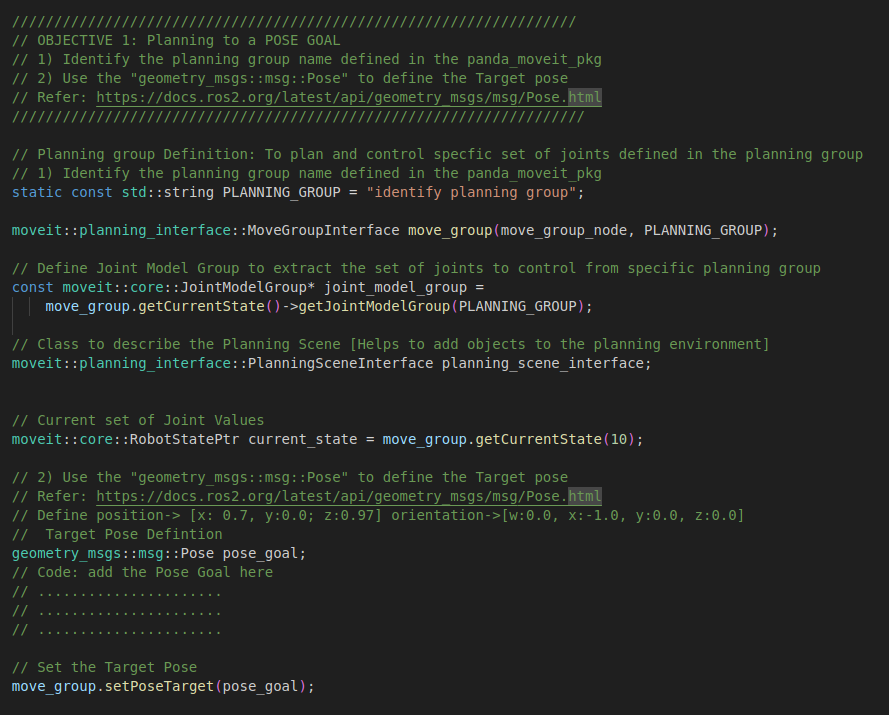 ///////////////////////////////////////////////////////////////////
// OBJECTIVE 1: Planning to a POSE GOAL
// 1) Identify the planning group name defined in the panda_moveit_pkg
// 2) Use the "geometry_msgs::msg::Pose" to define the Target pose
// Refer: https://docs.ros2.org/latest/api/geometry_msgs/msg/Pose.html
////////////////////////////////////////////////////////////////////
// Planning group Definition: To plan and control specfic set of joints defined in the planning group
// 1) Identify the planning group name defined in the panda_moveit_pkg
static const std::string PLANNING_GROUP = "identify planning group";
moveit::planning_interface::MoveGroupInterface move_group(move_group_node, PLANNING_GROUP);
// Define Joint Model Group to extract the set of joints to control from specific planning group
const moveit::core::JointModelGroup* joint_model_group =
    move_group.getCurrentState()->getJointModelGroup(PLANNING_GROUP);
// Class to describe the Planning Scene [Helps to add objects to the planning environment]
moveit::planning_interface::PlanningSceneInterface planning_scene_interface;
// Current set of Joint Values
moveit::core::RobotStatePtr current_state = move_group.getCurrentState(10);
// 2) Use the "geometry_msgs::msg::Pose" to define the Target pose
// Refer: https://docs.ros2.org/latest/api/geometry_msgs/msg/Pose.html
// Define position-> [x: 0.7, y:0.0; z:0.97] orientation->[w:0.0, x:-1.0, y:0.0, z:0.0]
//  Target Pose Defintion
geometry_msgs::msg::Pose pose_goal;
// Code: add the Pose Goal here
// ......................
// ......................
// ......................
// Set the Target Pose
move_group.setPoseTarget(pose_goal);